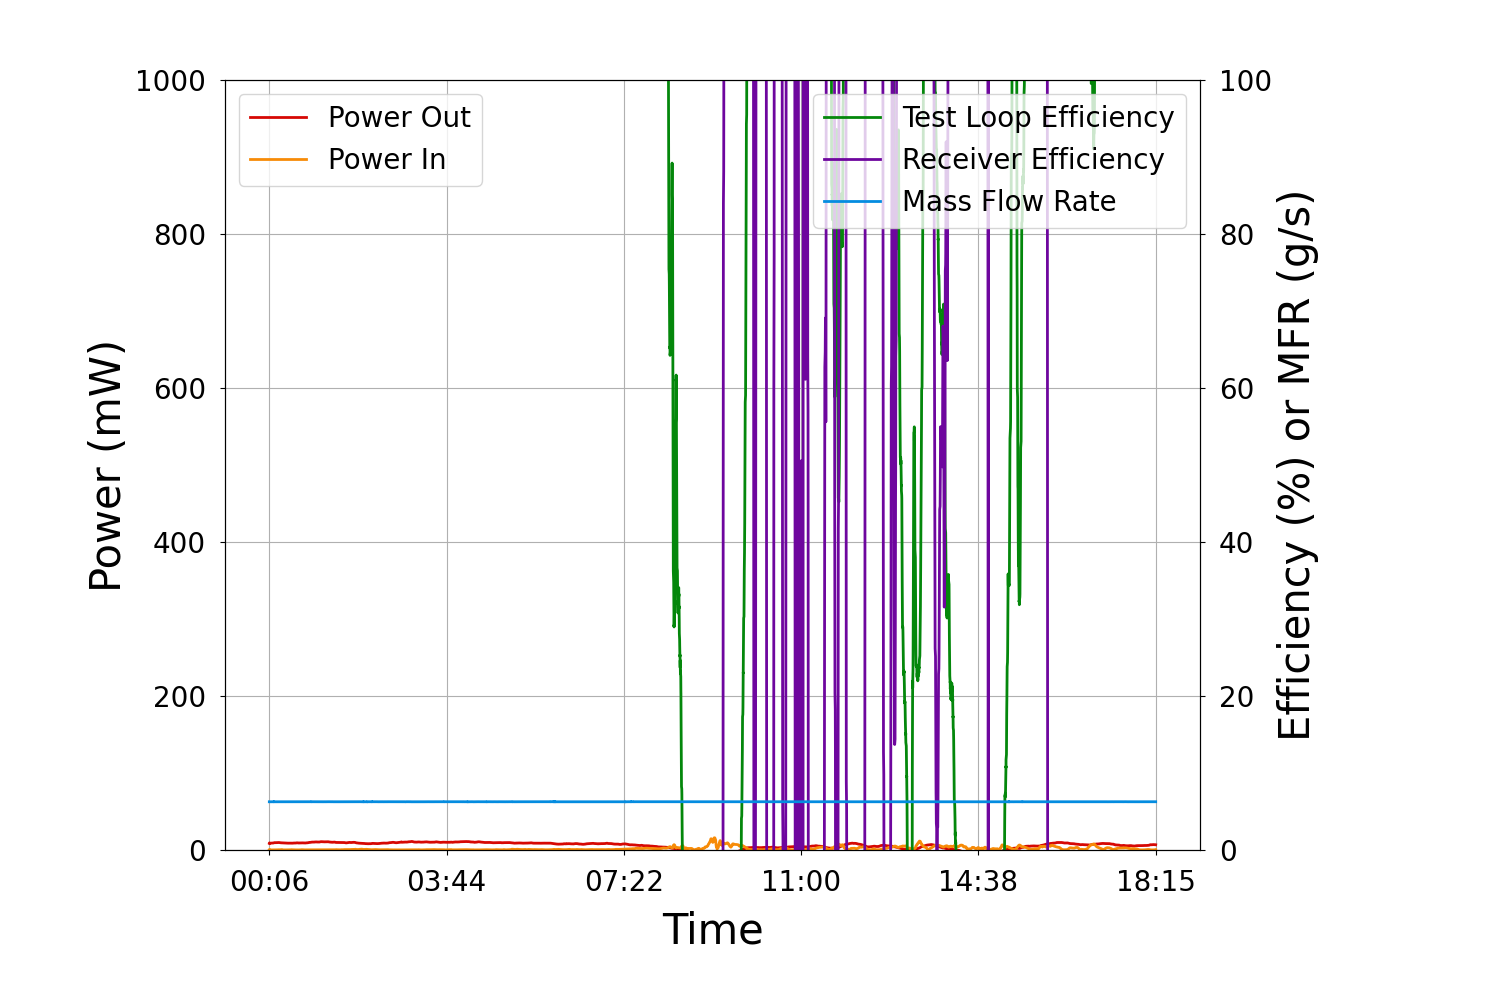 1000
800
600
400
200
0
Power (mW)
Power Out
Power In
Test Loop Efficiency
Receiver Efficiency
Mass Flow Rate
100
80
60
40
20
0
Efficiency (%) or MFR (g/s)
00:06
03:44
07:22
11:00
14:38
18:15
Time